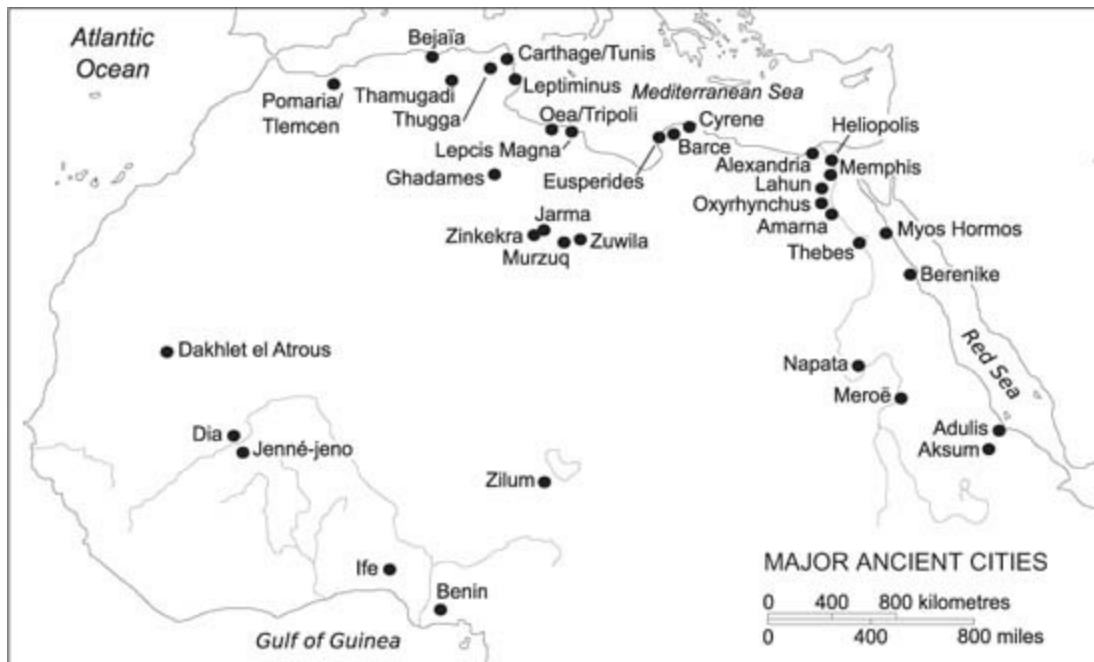 Atlantic
Ocean
Bejaïa
Carthage/Tunis
Pomaria/
Tlemcen
Thamugadi
Thugga
Leptiminus
Mediterranean Sea
Oea/Tripoli
Lepcis Magna
Cyrene
Barce
Eusperides
Heliopolis
Alexandria
Memphis
Lahun
Oxyrhynchus
Amarna
Ghadames
Jarma
Zinkekra
Murzuq
Zuwila
Thebes
Myos Hormos
Berenike
Red Sea
Dakhlet el Atrous
Napata
Meroë
Dia
Jenné-jeno
Adulis
Aksum
Zilum
Ife
Benin
Gulf of Guinea
MAJOR ANCIENT CITIES
0 400 800 kilometres
0 400 800 miles